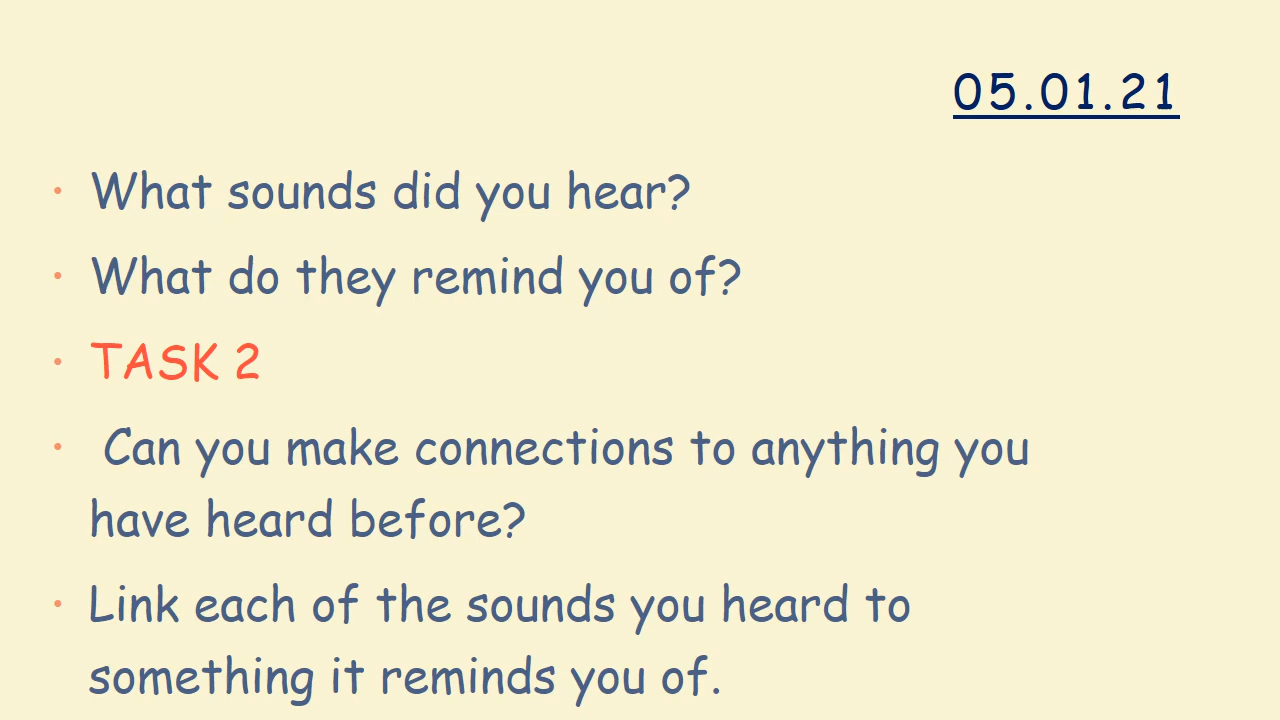 05.01.21
• What sounds did you hear?
• What do they remind you of?
• TASK 2
• Can you make connections to anything you
have heard before?
• Link each of the sounds you heard to
something it reminds you of.